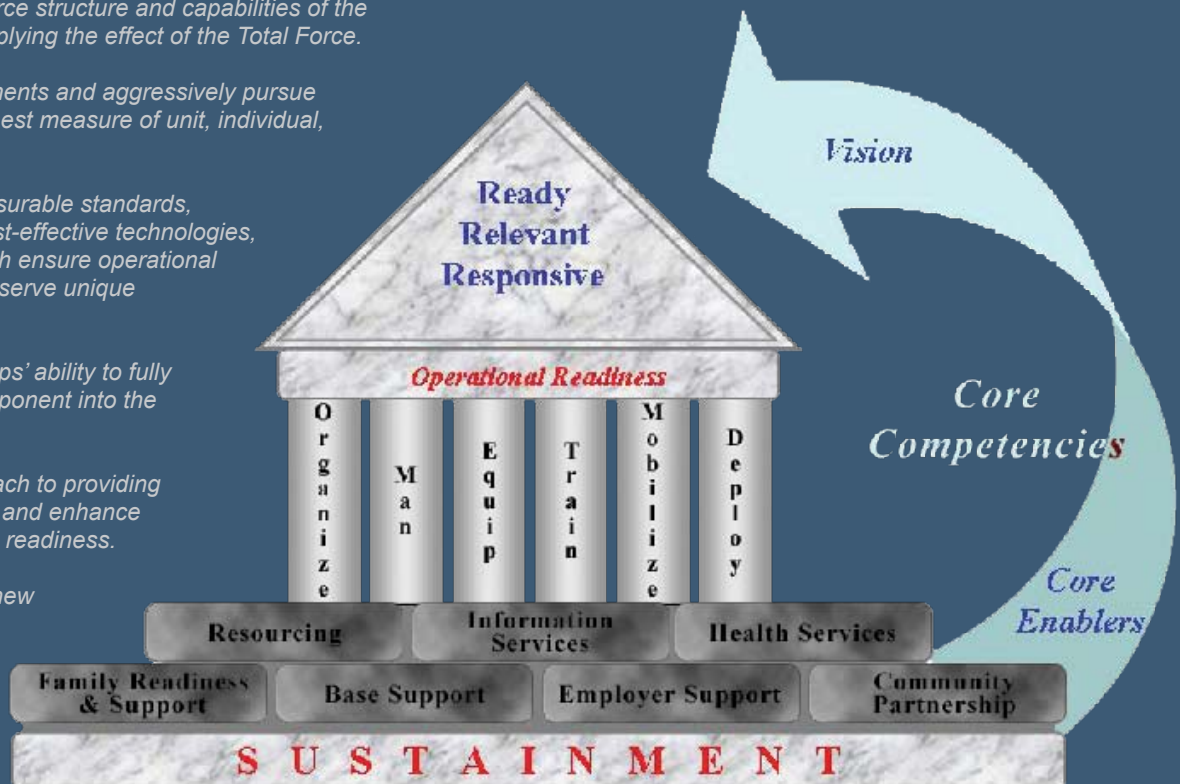 rce structure and capabilities of the
plying the effect of the Total Force.
ments and aggressively pursue
est measure of unit, individual,
surable standards,
st-effective technologies,
h ensure operational
serve unique
ps' ability to fully
ponent into the
ach to providing
and enhance
readiness.
new
Vision
Ready
Relevant
Responsive
Operational Readiness
Organize
Man
Equip
Train
Mobilize
Deploy
Core
Competencies
Core
Enablers
Resourcing
Information
Services
Health Services
Family Readiness
& Support
Base Support
Employer Support
Community
Partnership
SUSTAINMENT